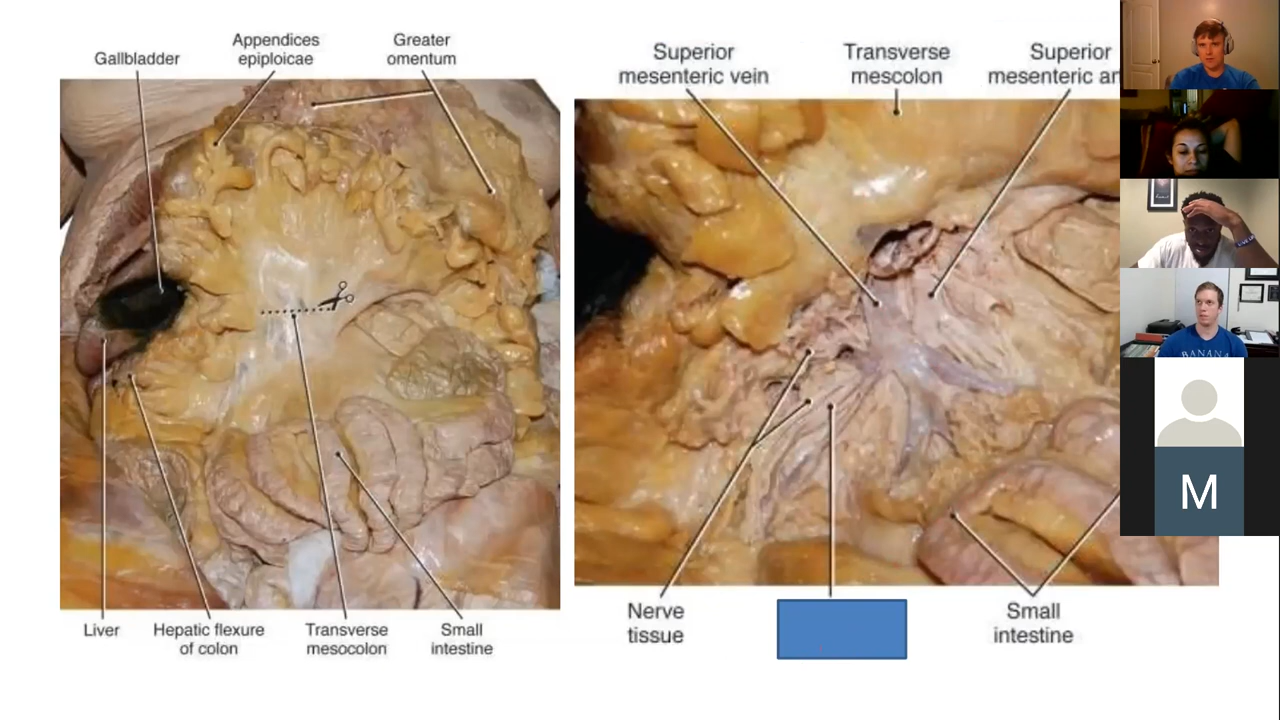 Gallbladder
Appendices
epiploicae
Greater
omentum
Liver
Hepatic flexure
of colon
Transverse
mesocolon
Small
intestine
Superior
mesenteric vein
Transverse
mescolon
Superior
mesenteric ar
Nerve
tissue
Small
intestine
BANANA
M